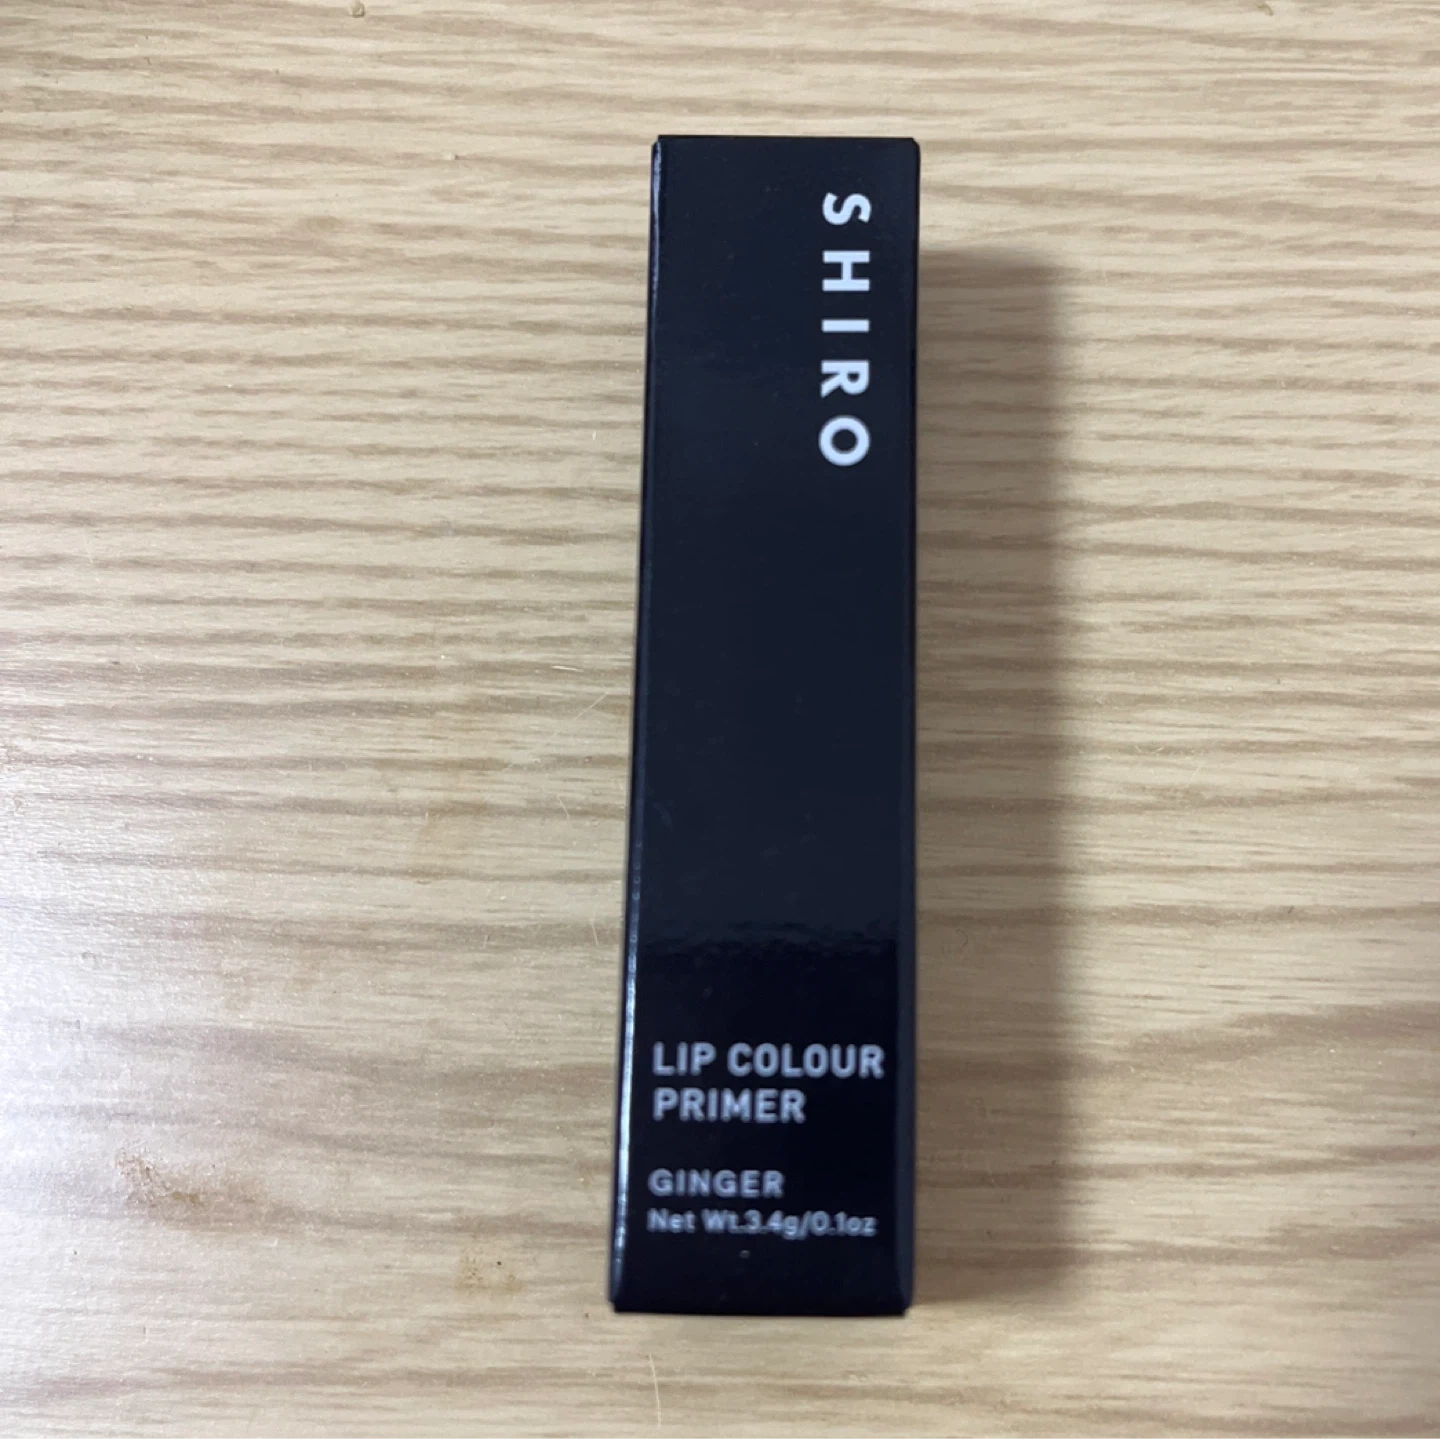 SHIRO
LIP COLOUR
PRIMER
GINGER
Net Wt.3.4g/0.1oz